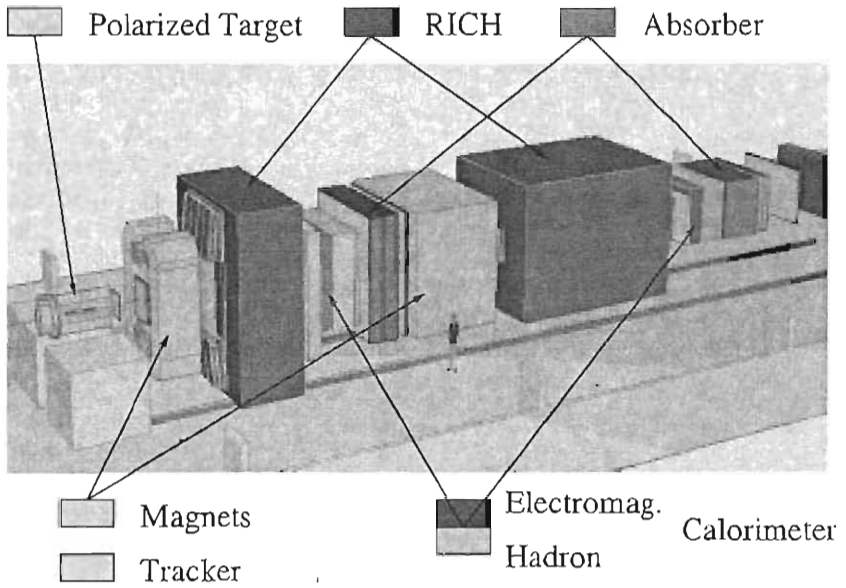 Polarized Target
RICH
Absorber
Magnets
Tracker
Electromag.
Hadron
Calorimeter